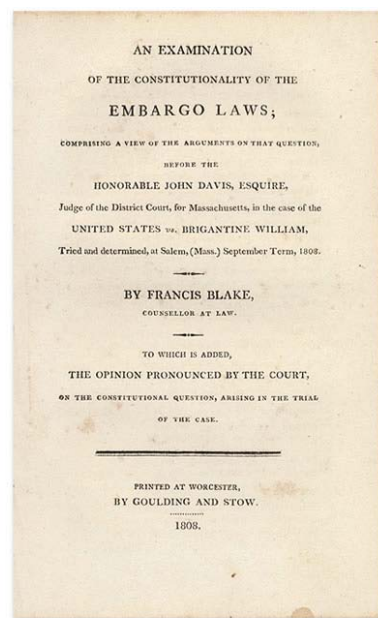 AN EXAMINATION
OF THE CONSTITUTIONALITY OF THE
EMBARGO LAWS;
COMPRISING A VIEW OF THE ARGUMENTS ON THAT QUESTION,
BEFORE THE
HONORABLE JOHN DAVIS, ESQUIRE,
Judge of the District Court, for Massachusetts, in the case of the
UNITED STATES vs. BRIGANTINE WILLIAM,
Tried and determined, at Salem, (Mass.) September Term, 1808.
BY FRANCIS BLAKE,
COUNSELLOR AT LAW.
TO WHICH IS ADDED,
THE OPINION PRONOUNCED BY THE COURT,
ON THE CONSTITUTIONAL QUESTION, ARISING IN THE TRIAL
OF THE CASE.
PRINTED AT WORCESTER,
BY GOULDING AND STOW.
1808.